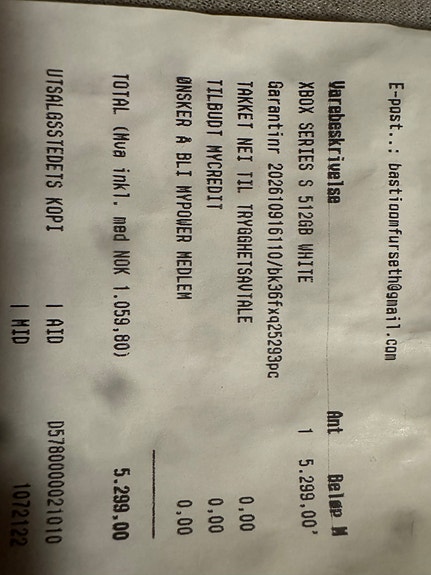 E-post..: bastioomfurseth@gmail.com
Varebeskrivelse Ant Beløp M
XBOX SERIES S 512GB WHITE 1 5.299,00'
Garantinr 202610916110/bk36fxq25293pc
TAKKET NEI TIL TRYGGHETSAVTALE 0,00
TILBUDT MYCREDIT 0,00
ØNSKER Å BLI MYPOWER MEDLEM 0,00
TOTAL (Mva inkl. med NOK 1.059,80) 5.299,00
UTSALGSSTEDETS KOPI | AID D5780000021010
| MID 1072122